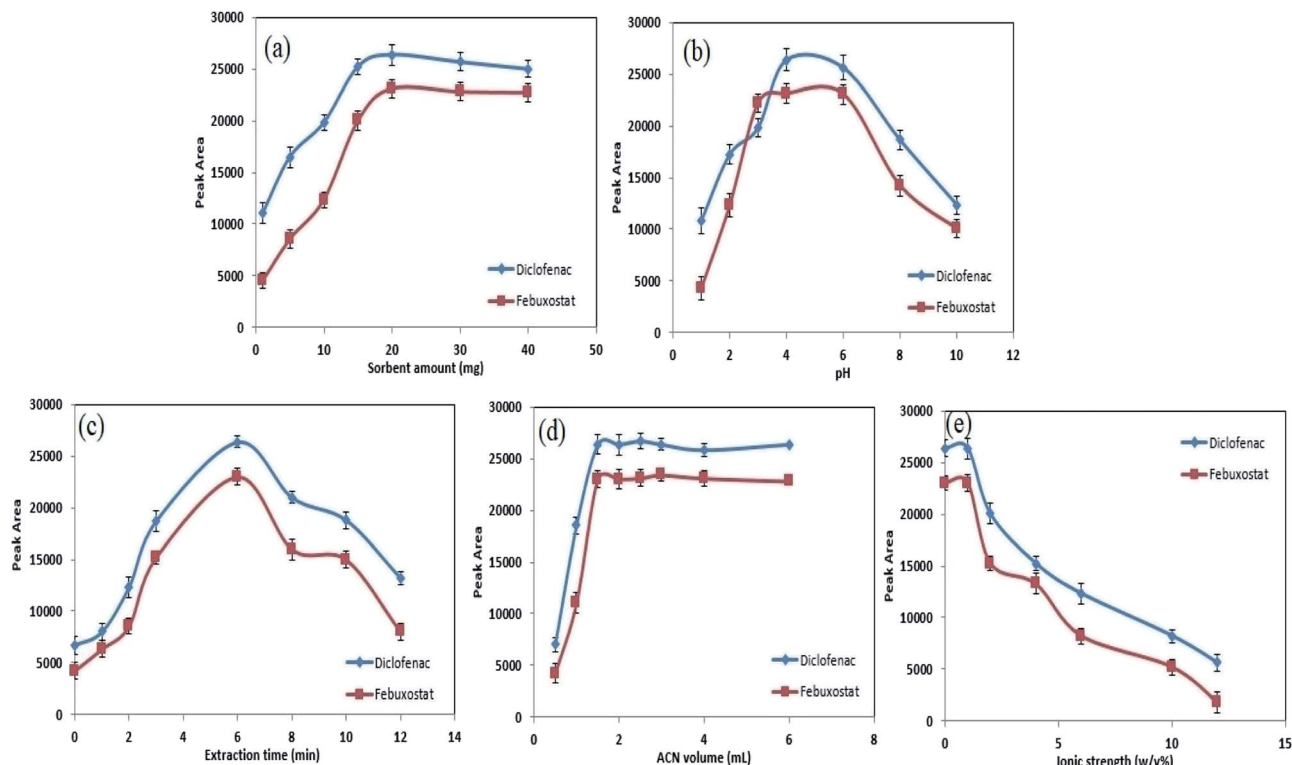 (a)
30000
25000
20000
15000
10000
5000
0
Peak Area
Diclofenac
Febuxostat
0 10 20 30 40 50
Sorbent amount (mg)
(b)
30000
25000
20000
15000
10000
5000
0
Peak Area
Diclofenac
Febuxostat
0 2 4 6 8 10 12
pH
(c)
30000
25000
20000
15000
10000
5000
0
Peak Area
Diclofenac
Febuxostat
0 2 4 6 8 10 12 14
Extraction time (min)
(d)
30000
25000
20000
15000
10000
5000
0
Peak Area
Diclofenac
Febuxostat
0 2 4 6 8
ACN volume (mL)
(e)
30000
25000
20000
15000
10000
5000
0
Peak Area
Diclofenac
Febuxostat
0 5 10 15
Ionic strength (w/v%)